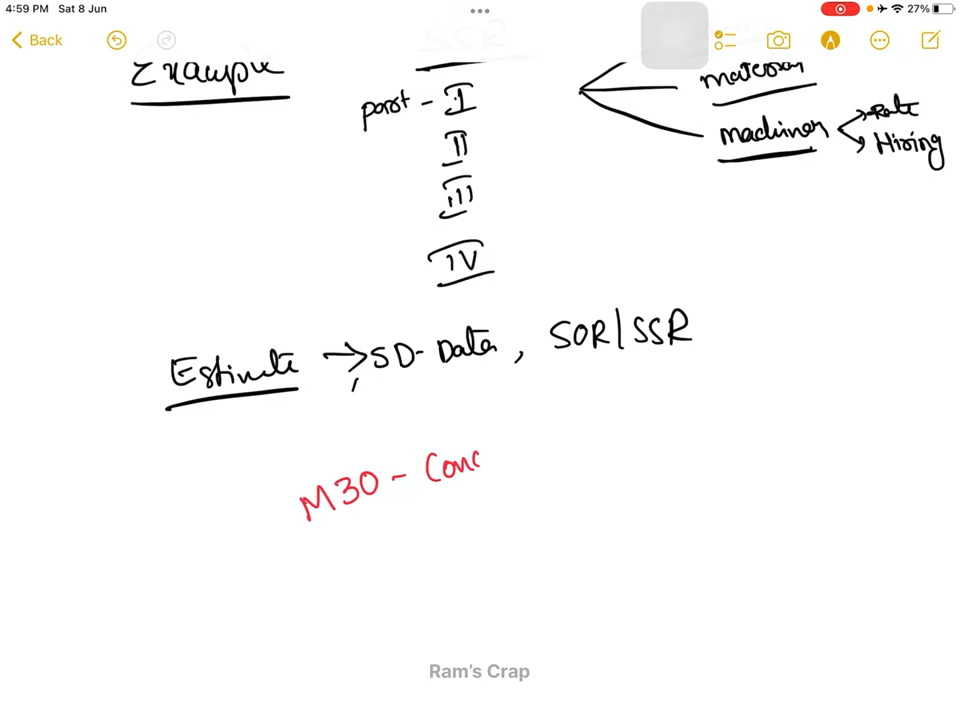 4:59 PM Sat 8 Jun
27%
Back
SSR
Example
part - I
II
III
IV
material
machinery
Rate
Hiring
Estimate → SD-Data, SOR/SSR
M30 - Conc
Ram's Crap